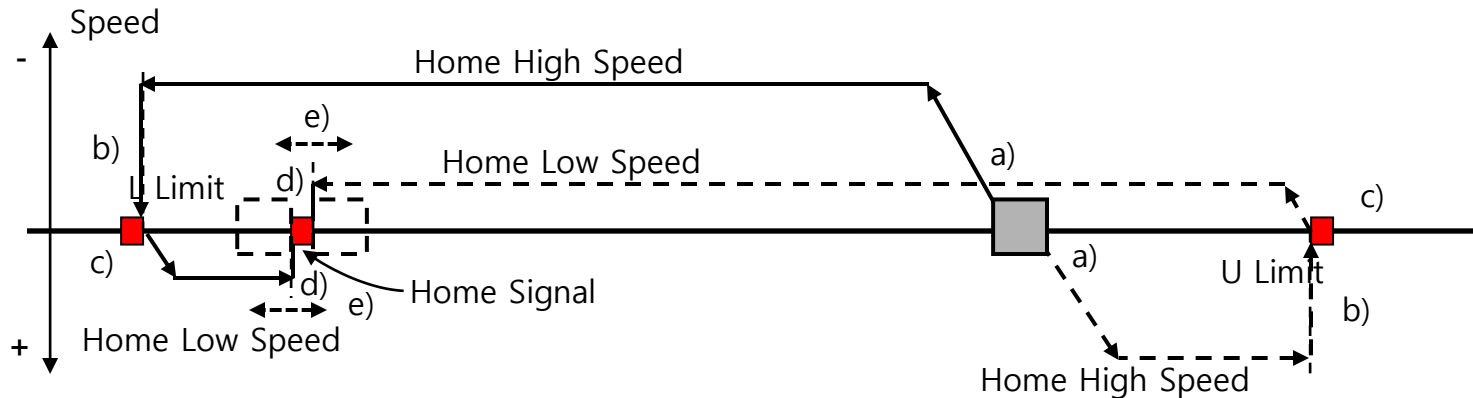 Speed
-
Home High Speed
e)
b)
a)
Home Low Speed
d)
L Limit
c)
c)
a)
U Limit
d)
Home Signal
e)
b)
+
Home Low Speed
Home High Speed